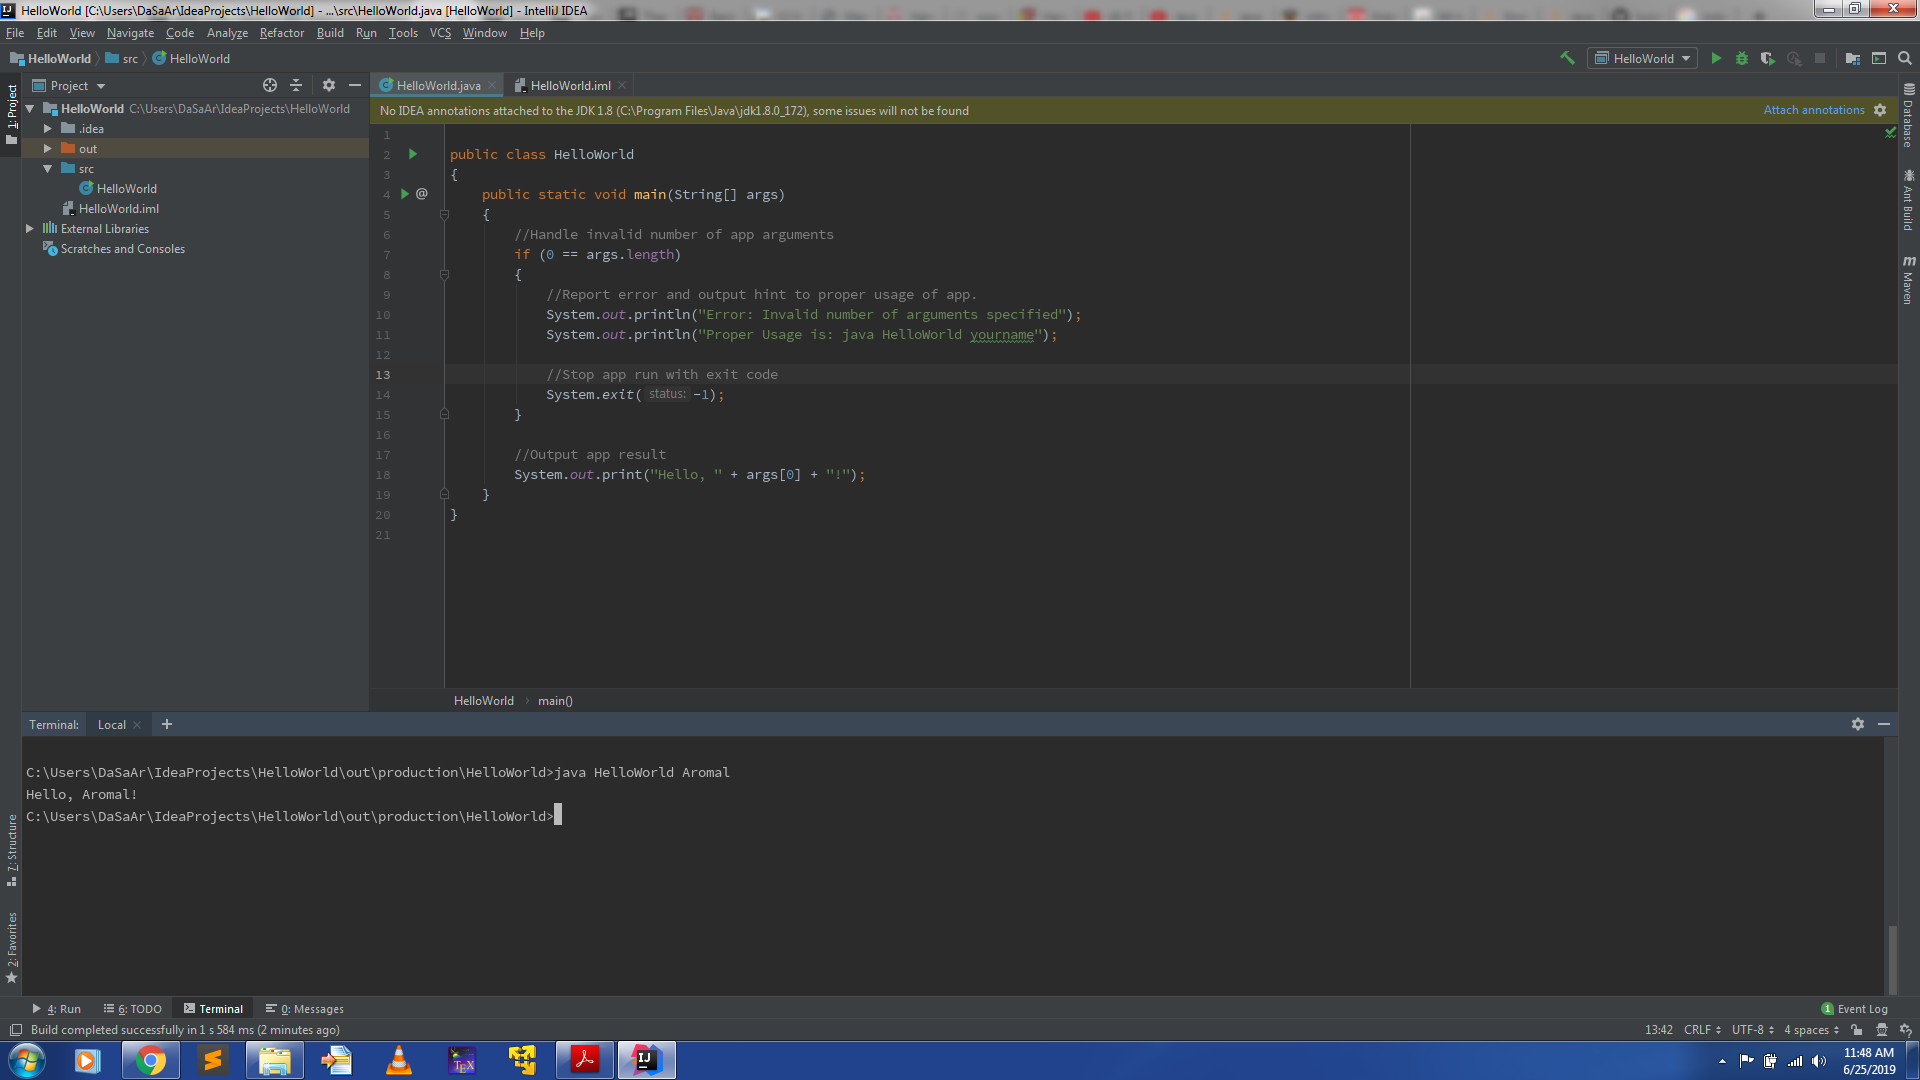 HelloWorld [C:\Users\DaSaAr\IdeaProjects\HelloWorld] - ...\src\HelloWorld.java [HelloWorld] - IntelliJ IDEA
File Edit View Navigate Code Analyze Refactor Build Run Tools VCS Window Help
HelloWorld src HelloWorld
HelloWorld
1: Project
Project
HelloWorld.java
HelloWorld.iml
HelloWorld C:\Users\DaSaAr\IdeaProjects\HelloWorld
.idea
out
src
HelloWorld
HelloWorld.iml
External Libraries
Scratches and Consoles
No IDEA annotations attached to the JDK 1.8 (C:\Program Files\Java\jdk1.8.0_172), some issues will not be found
Attach annotations
1
2 public class HelloWorld
3 {
4 @ public static void main(String[] args)
5 {
6 //Handle invalid number of app arguments
7 if (0 == args.length)
8 {
9 //Report error and output hint to proper usage of app.
10 System.out.println("Error: Invalid number of arguments specified");
11 System.out.println("Proper Usage is: java HelloWorld yourname");
12
13 //Stop app run with exit code
14 System.exit( status: -1);
15 }
16
17 //Output app result
18 System.out.print("Hello, " + args[0] + "!");
19 }
20 }
21
Database
Ant Build
m Maven
HelloWorld main()
Terminal: Local +
C:\Users\DaSaAr\IdeaProjects\HelloWorld\out\production\HelloWorld>java HelloWorld Aromal
Hello, Aromal!
C:\Users\DaSaAr\IdeaProjects\HelloWorld\out\production\HelloWorld>
7: Structure
2: Favorites
4: Run 6: TODO Terminal 0: Messages
1 Event Log
Build completed successfully in 1 s 584 ms (2 minutes ago)
13:42 CRLF UTF-8 4 spaces
TEX
IJ
11:48 AM
6/25/2019